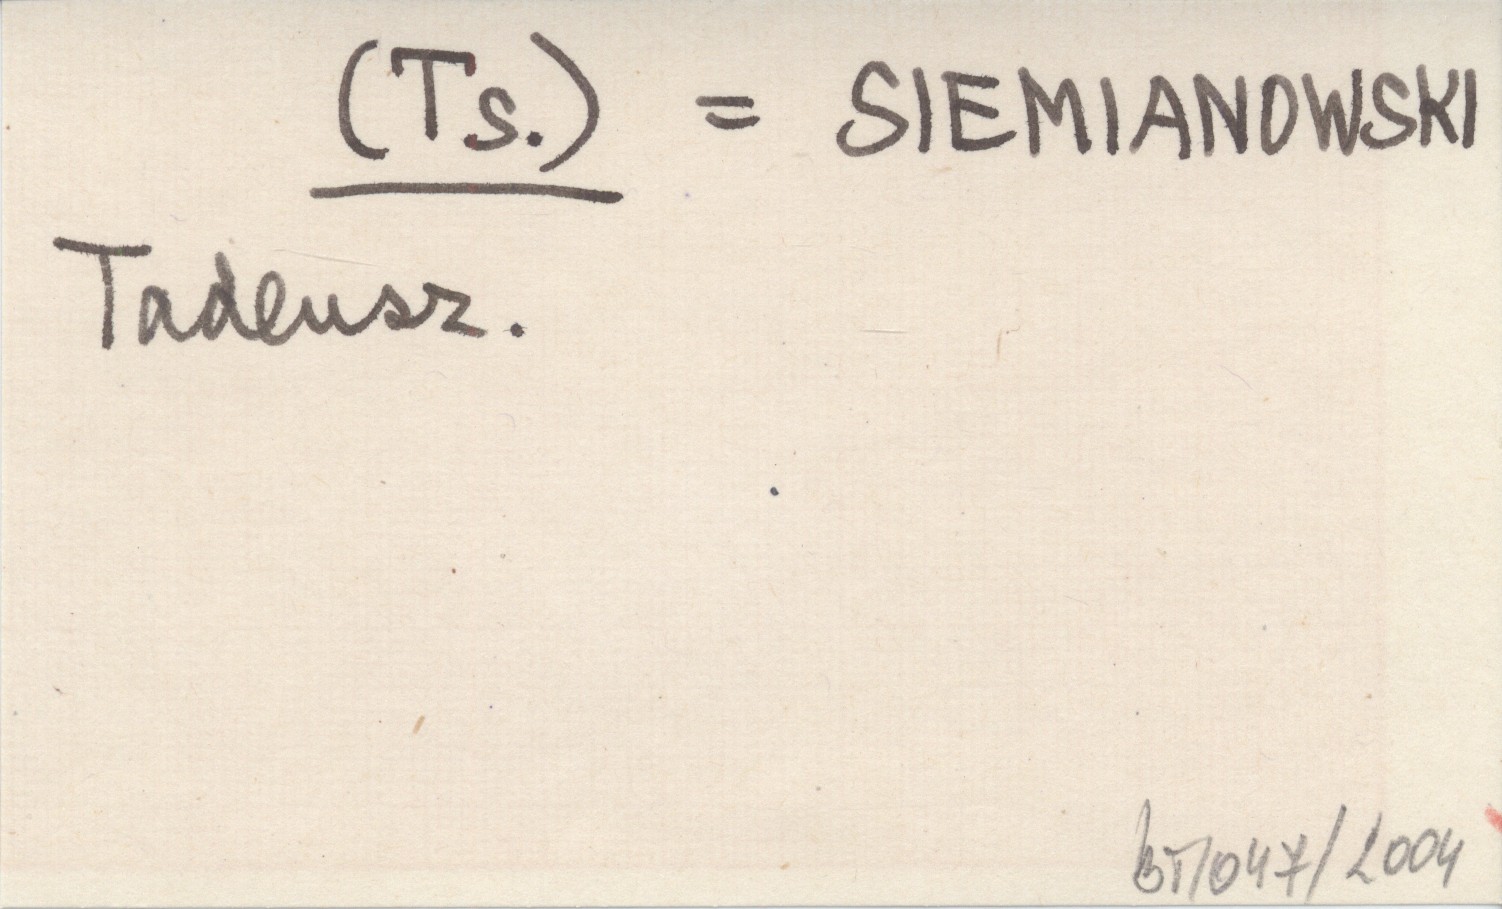 (Ts.) = SIEMIANOWSKI
Tadeusz.
BT/047/2004